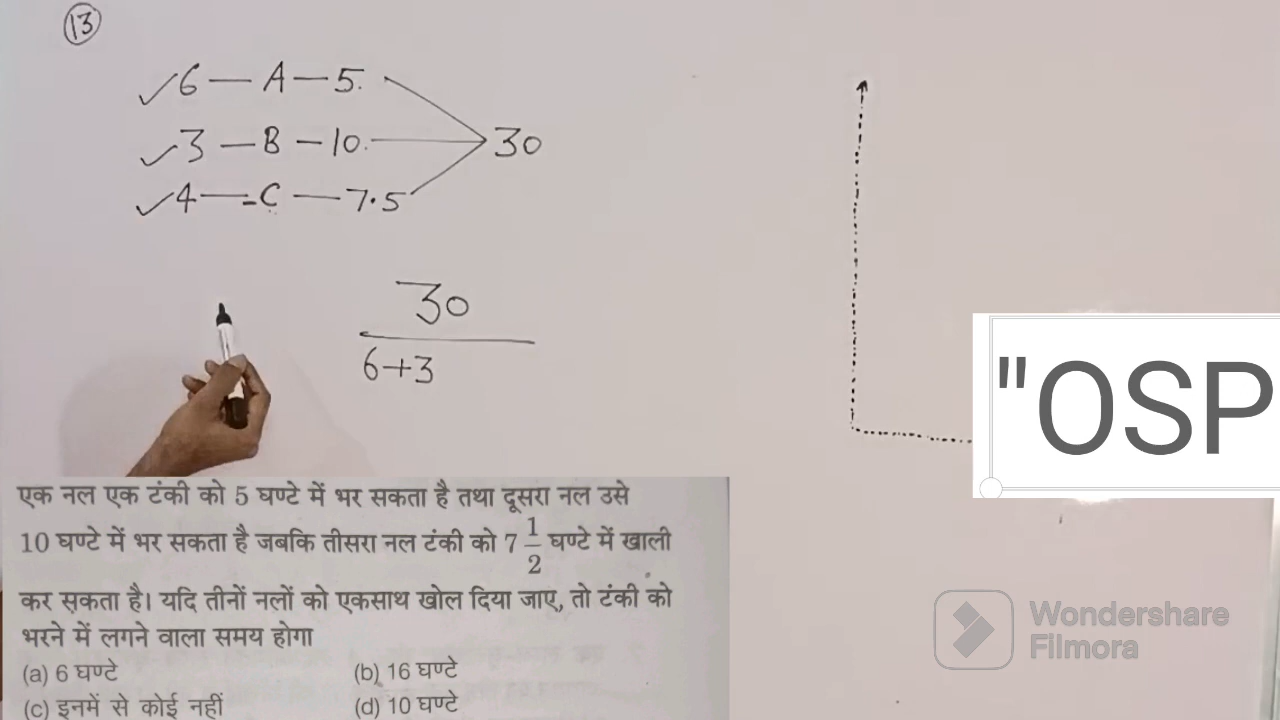 13
6 — A — 5.
3 — B — 10.
30
4 — C — 7.5
30
6+3
"OSP
एक नल एक टंकी को 5 घण्टे में भर सकता है तथा दूसरा नल उसे
10 घण्टे में भर सकता है जबकि तीसरा नल टंकी को 7 1/2 घण्टे में खाली
कर सकता है। यदि तीनों नलों को एकसाथ खोल दिया जाए, तो टंकी को
भरने में लगने वाला समय होगा
(a) 6 घण्टे (b) 16 घण्टे
(c) इनमें से कोई नहीं (d) 10 घण्टे
Wondershare
Filmora